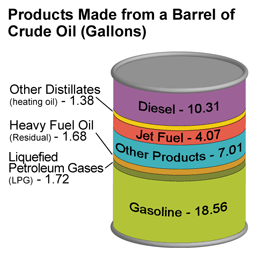 Products Made from a Barrel of
Crude Oil (Gallons)
Other Distillates
(heating oil) - 1.38
Heavy Fuel Oil
(Residual) - 1.68
Liquefied
Petroleum Gases
(LPG) - 1.72
Diesel - 10.31
Jet Fuel - 4.07
Other Products - 7.01
Gasoline - 18.56